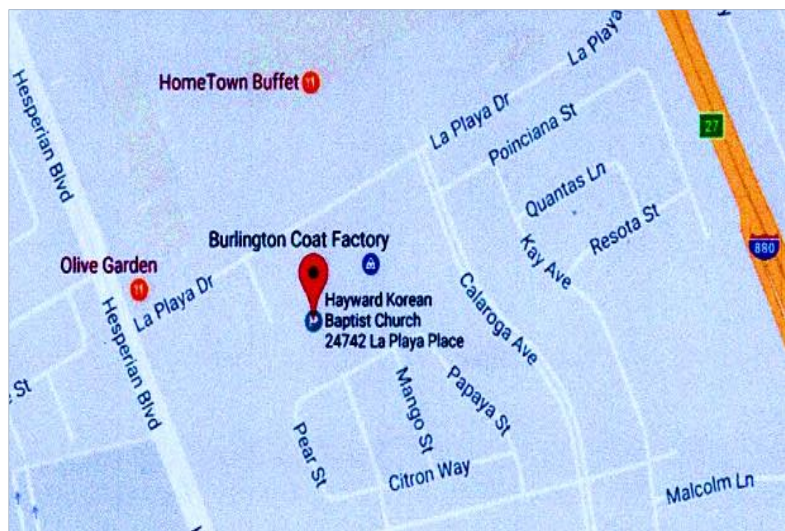 Hesperian Blvd
HomeTown Buffet
La Playa
La Playa Dr
Poinciana St
27
Quantas Ln
Resota St
Kay Ave
880
Burlington Coat Factory
Olive Garden
La Playa Dr
Hayward Korean
Baptist Church
24742 La Playa Place
Calaroga Ave
Hesperian Blvd
St
Mango St
Papaya St
Pear St
Citron Way
Malcolm Ln